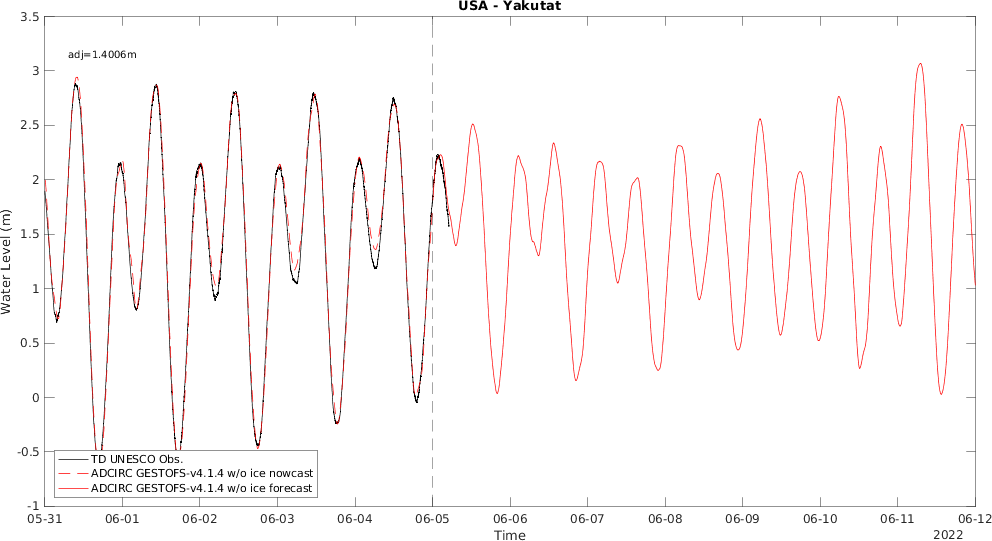 USA - Yakutat
3.5
adj=1.4006m
3
2.5
2
1.5
1
0.5
0
-0.5
-1
Water Level (m)
TD UNESCO Obs.
ADCIRC GESTOFS-v4.1.4 w/o ice nowcast
ADCIRC GESTOFS-v4.1.4 w/o ice forecast
05-31 06-01 06-02 06-03 06-04 06-05 06-06 06-07 06-08 06-09 06-10 06-11 06-12
Time
2022